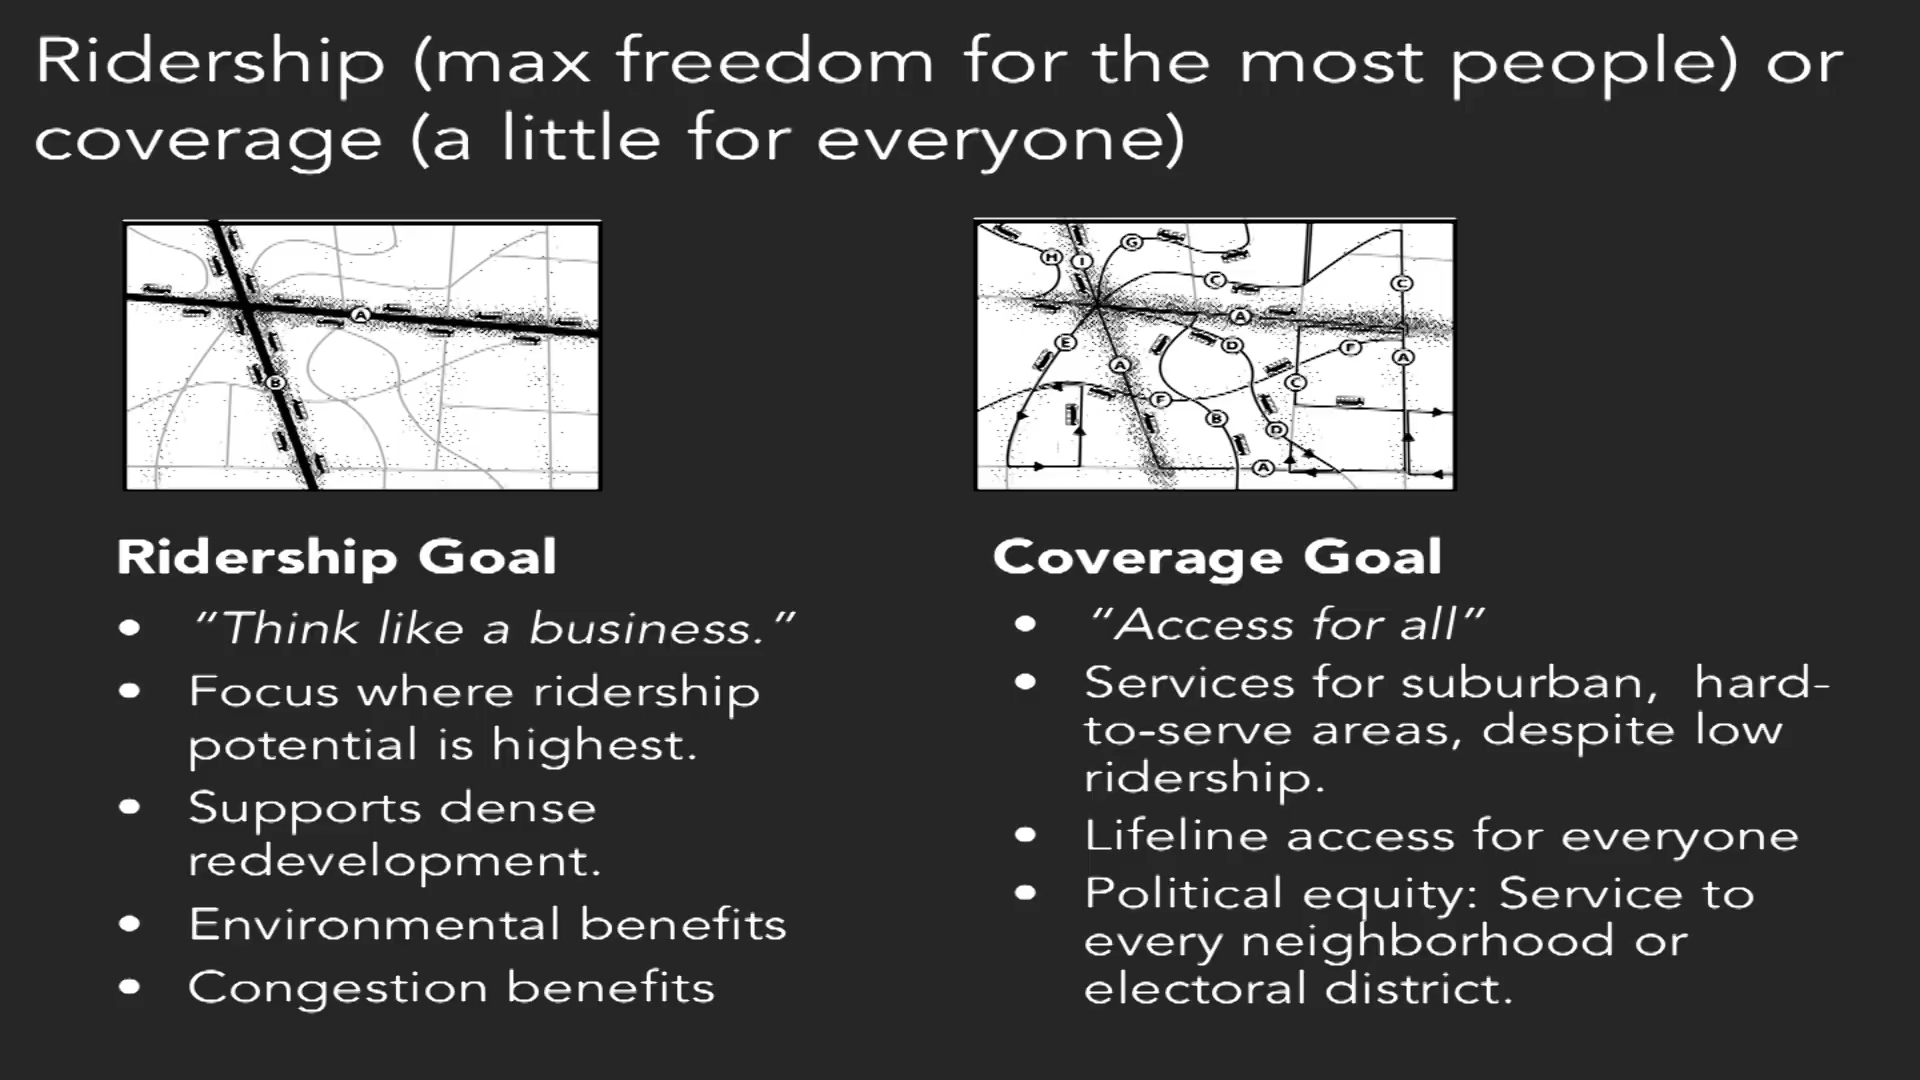 Ridership (max freedom for the most people) or
coverage (a little for everyone)
A
B
H
I
G
C
C
A
E
A
D
F
A
C
F
B
D
A
Ridership Goal
• “Think like a business.”
• Focus where ridership
potential is highest.
• Supports dense
redevelopment.
• Environmental benefits
• Congestion benefits
Coverage Goal
• “Access for all”
• Services for suburban, hard-
to-serve areas, despite low
ridership.
• Lifeline access for everyone
• Political equity: Service to
every neighborhood or
electoral district.